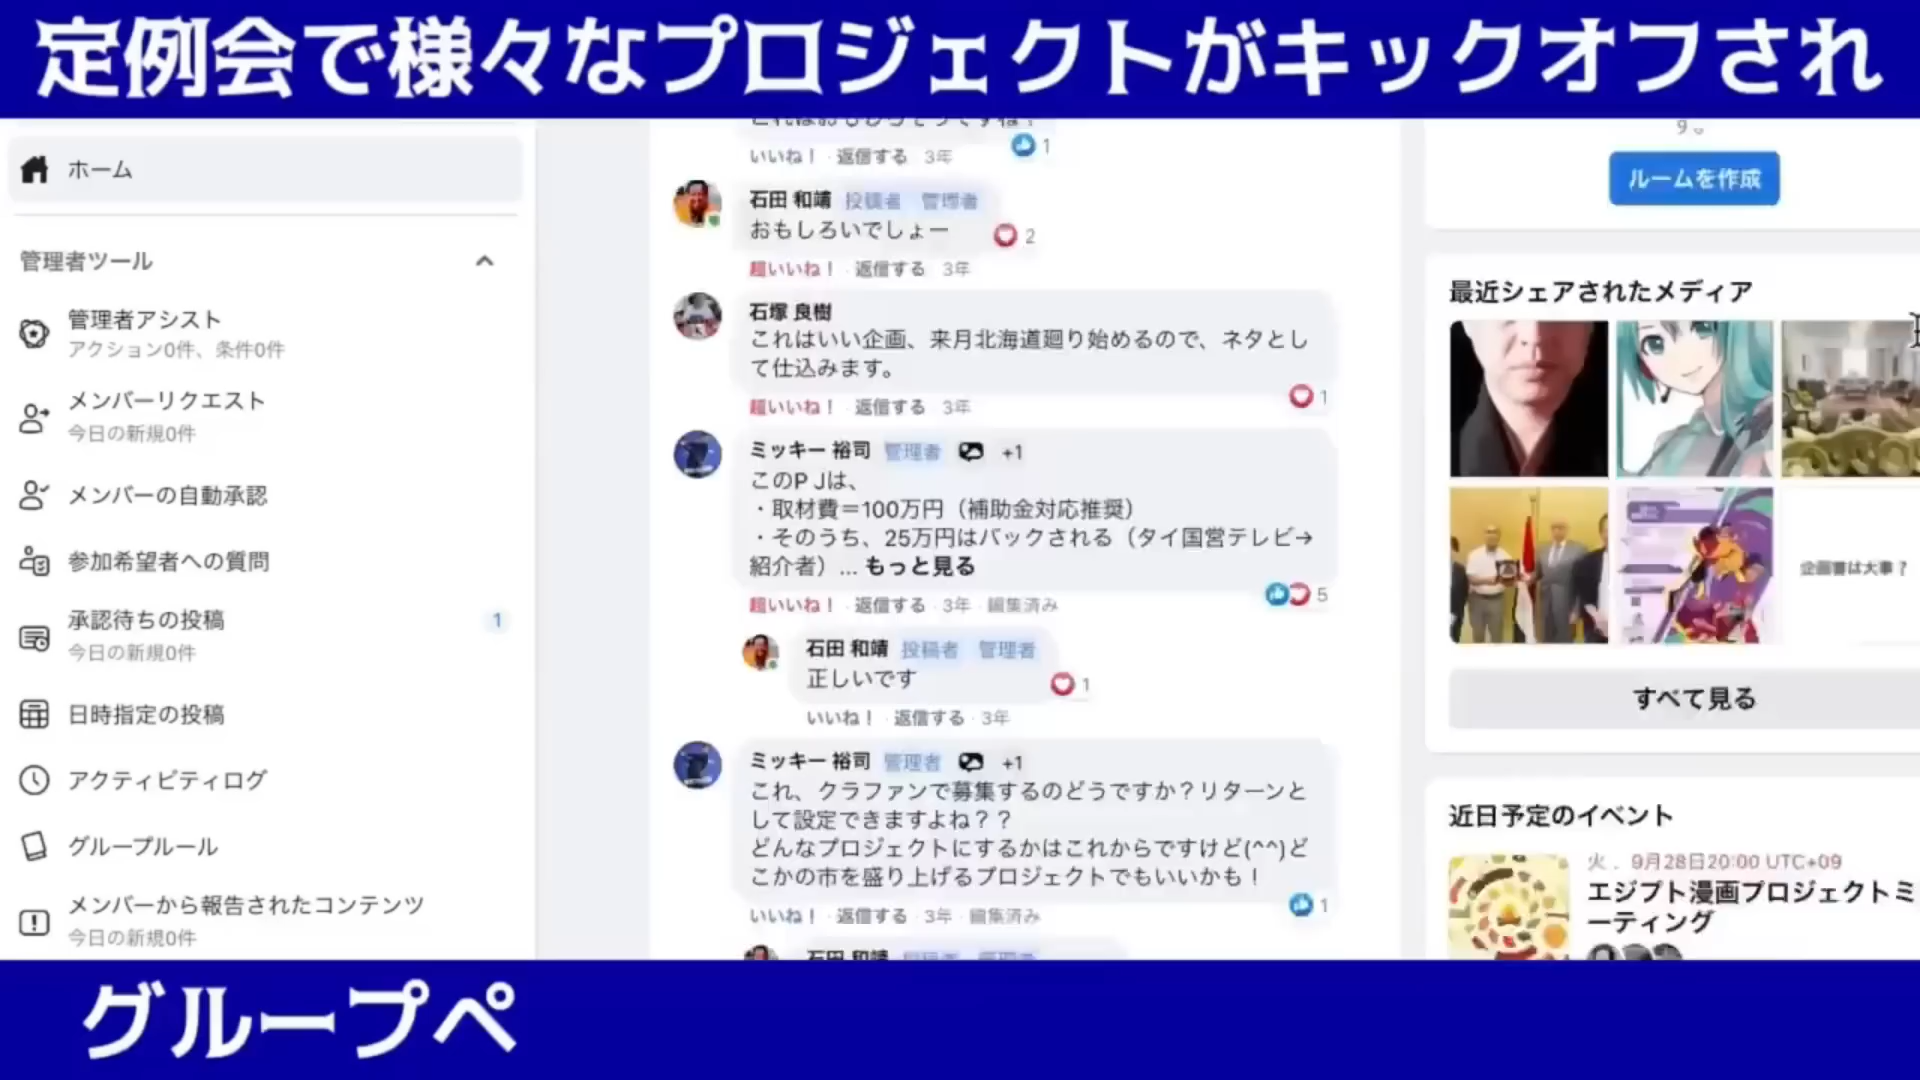 定例会で様々なプロジェクトがキックオフされ
ホーム
管理者ツール
管理者アシスト
アクション0件、条件0件
メンバーリクエスト
今日の新規0件
メンバーの自動承認
参加希望者への質問
承認待ちの投稿
1
今日の新規0件
日時指定の投稿
アクティビティログ
グループルール
メンバーから報告されたコンテンツ
今日の新規0件
いいね！ · 返信する 3年
1
石田 和靖 投稿者 管理者
おもしろいでしょー
2
超いいね！ · 返信する 3年
石塚 良樹
これはいい企画、来月北海道廻り始めるので、ネタとし
て仕込みます。
1
超いいね！ · 返信する 3年
ミッキー 裕司 管理者 +1
このPJは、
・取材費＝100万円（補助金対応推奨）
・そのうち、25万円はバックされる（タイ国営テレビ→
紹介者）... もっと見る
5
超いいね！ · 返信する · 3年 · 編集済み
石田 和靖 投稿者 管理者
正しいです
1
いいね！ · 返信する · 3年
ミッキー 裕司 管理者 +1
これ、クラファンで募集するのどうですか？リターンと
して設定できますよね？？
どんなプロジェクトにするかはこれからですけど(^^)ど
こかの市を盛り上げるプロジェクトでもいいかも！
1
いいね！ · 返信する · 3年 · 編集済み
石田 和靖 投稿者 管理者
ルームを作成
最近シェアされたメディア
企画書は大事？
すべて見る
近日予定のイベント
火．9月28日20:00 UTC+09
エジプト漫画プロジェクトミ
ーティング
グループペ